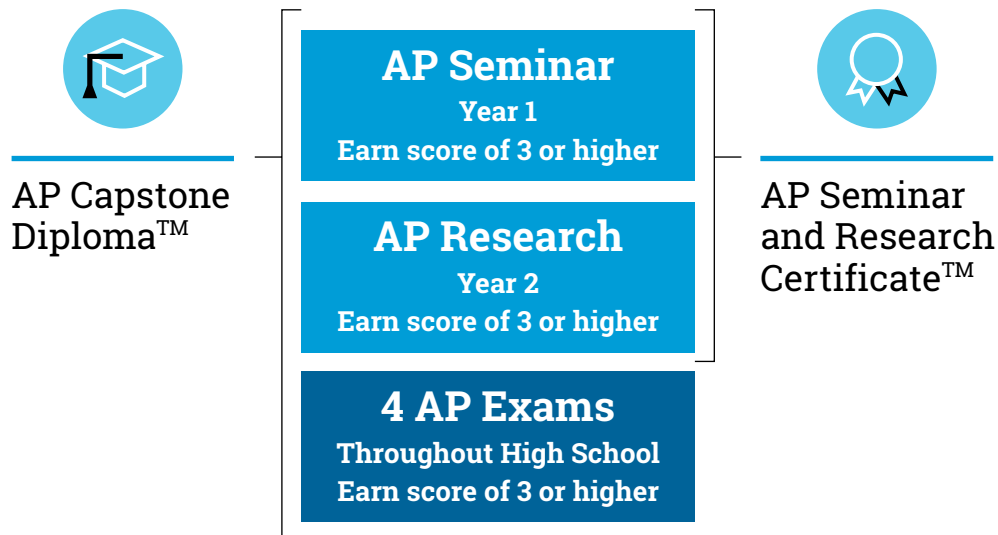 AP Capstone
Diploma™
AP Seminar
Year 1
Earn score of 3 or higher
AP Research
Year 2
Earn score of 3 or higher
4 AP Exams
Throughout High School
Earn score of 3 or higher
AP Seminar
and Research
Certificate™